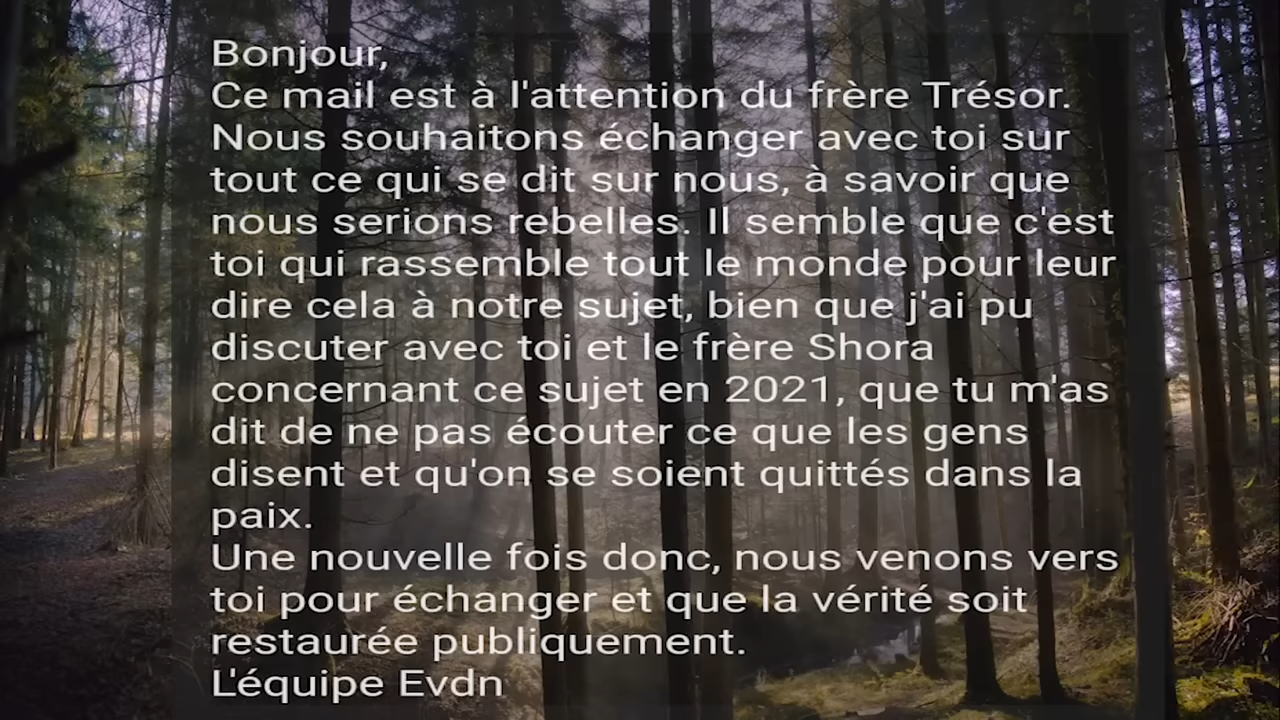 Bonjour,
Ce mail est à l'attention du frère Trésor.
Nous souhaitons échanger avec toi sur
tout ce qui se dit sur nous, à savoir que
nous serions rebelles. Il semble que c'est
toi qui rassemble tout le monde pour leur
dire cela à notre sujet, bien que j'ai pu
discuter avec toi et le frère Shora
concernant ce sujet en 2021, que tu m'as
dit de ne pas écouter ce que les gens
disent et qu'on se soient quittés dans la
paix.
Une nouvelle fois donc, nous venons vers
toi pour échanger et que la vérité soit
restaurée publiquement.
L'équipe Evdn